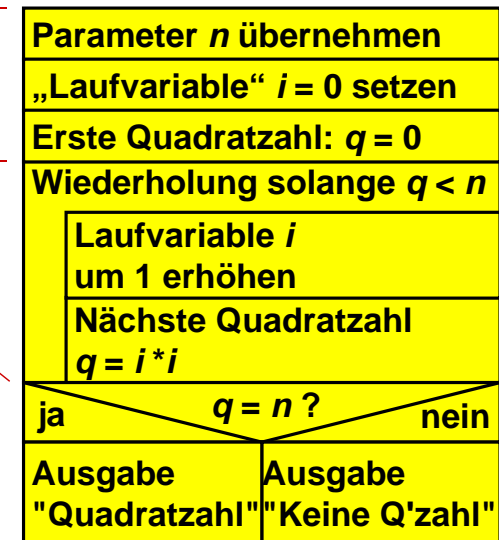 Parameter n übernehmen
„Laufvariable“ i = 0 setzen
Erste Quadratzahl: q = 0
Wiederholung solange q < n
Laufvariable i
um 1 erhöhen
Nächste Quadratzahl
q = i * i
q = n ?
ja
nein
Ausgabe
"Quadratzahl"
Ausgabe
"Keine Q'zahl"